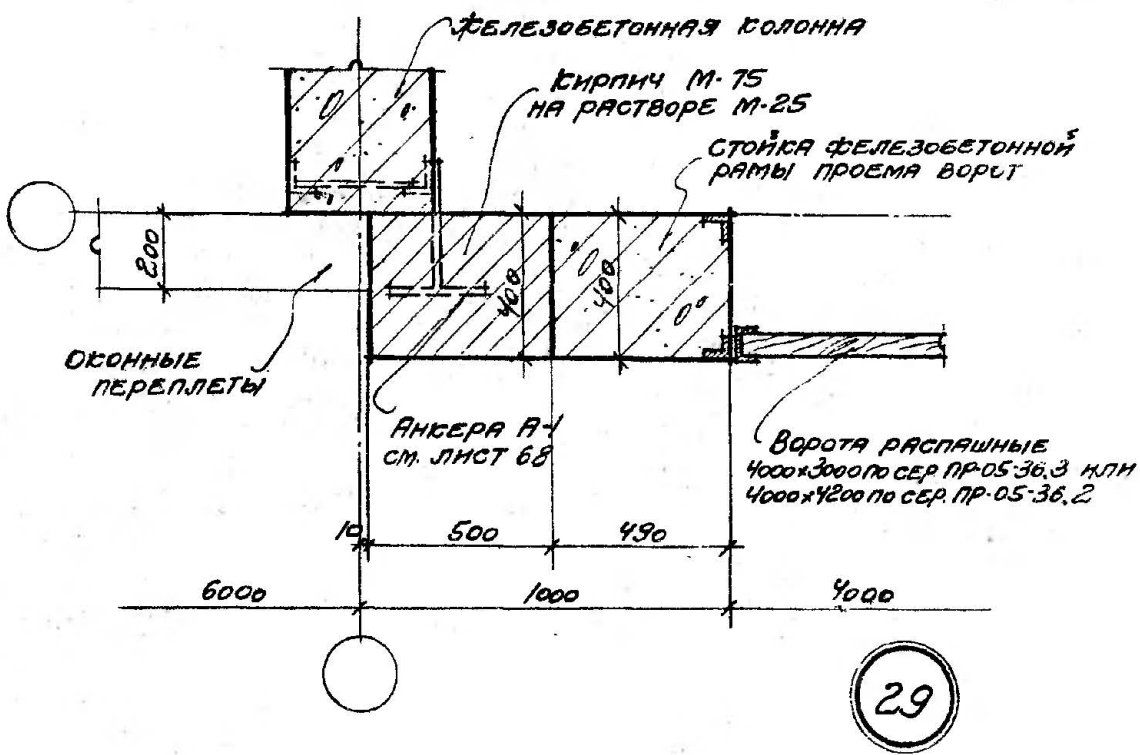 ЖЕЛЕЗОБЕТОННАЯ КОЛОННА
КИРПИЧ М-75
НА РАСТВОРЕ М-25
СТОЙКА ЖЕЛЕЗОБЕТОННОЙ
РАМЫ ПРОЕМА ВОРОТ
200
400
400
ОКОННЫЕ
ПЕРЕПЛЕТЫ
АНКЕРА А-1
СМ. ЛИСТ 68
ВОРОТА РАСПАШНЫЕ
4000×3000 ПО СЕР. ПР-05-36.3 ИЛИ
4000×4200 ПО СЕР. ПР-05-36.2
10
500
490
6000
1000
4000
29